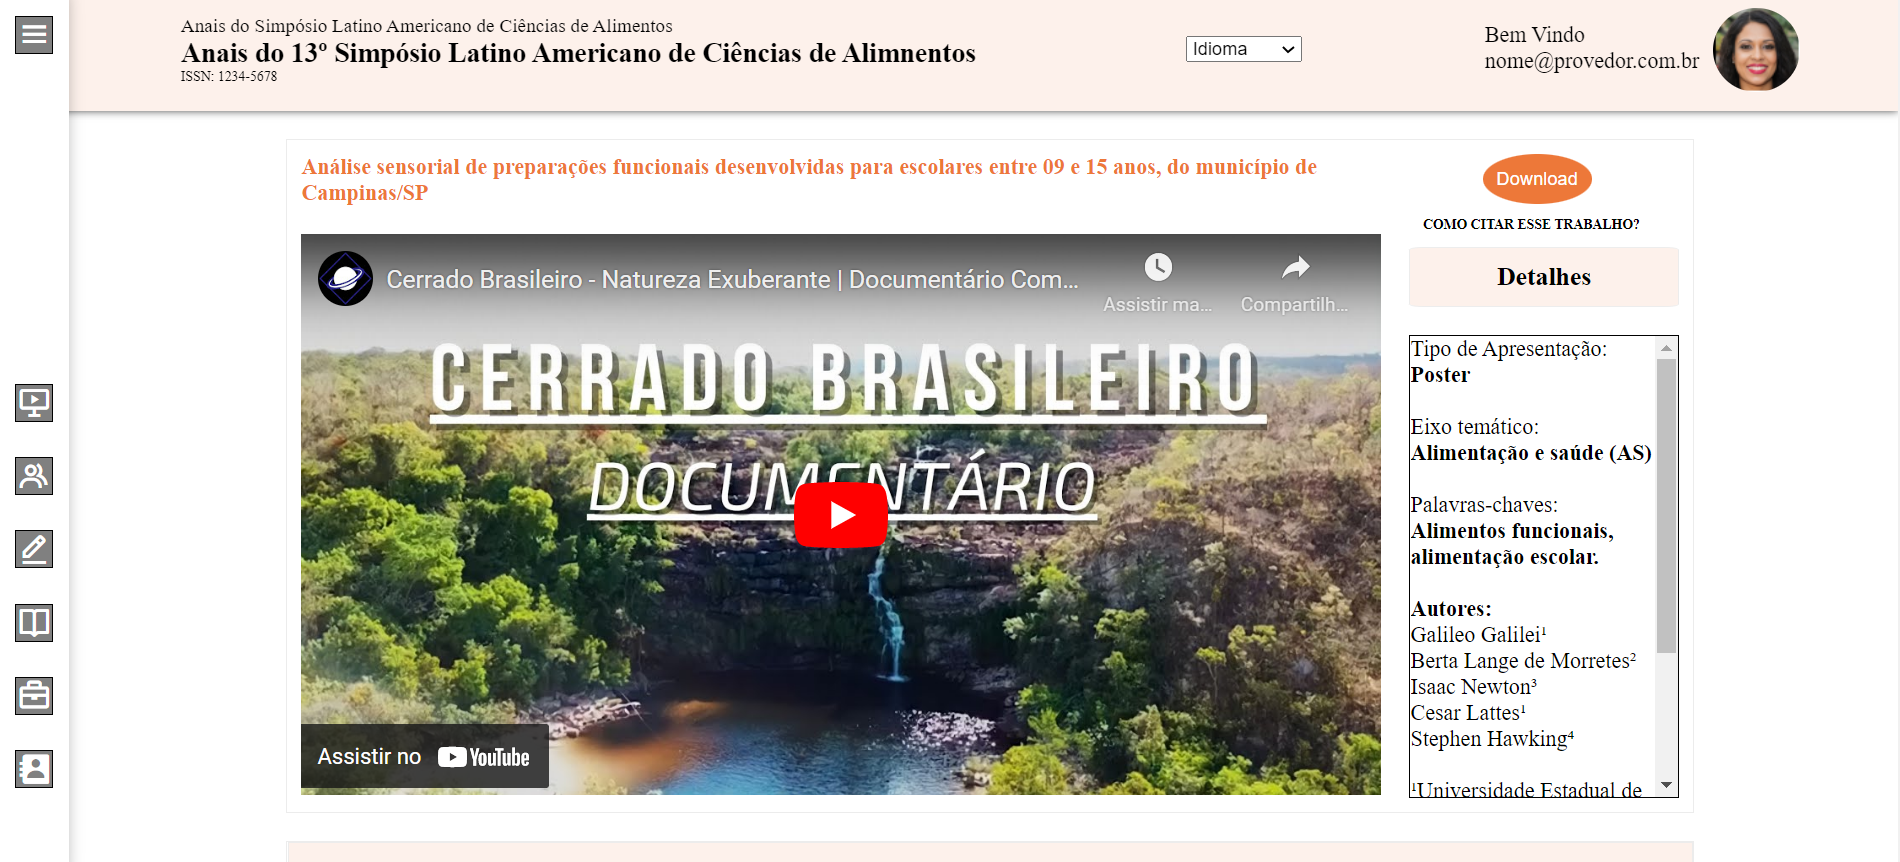 Anais do Simpósio Latino Americano de Ciências de Alimentos
Anais do 13º Simpósio Latino Americano de Ciências de Alimnentos
ISSN: 1234-5678
Idioma
Bem Vindo
nome@provedor.com.br
Análise sensorial de preparações funcionais desenvolvidas para escolares entre 09 e 15 anos, do município de
Campinas/SP
Cerrado Brasileiro - Natureza Exuberante | Documentário Com...
Assistir ma...
Compartilh...
CERRADO BRASILEIRO
DOCUMENTÁRIO
Assistir no YouTube
Download
COMO CITAR ESSE TRABALHO?
Detalhes
Tipo de Apresentação:
Poster
Eixo temático:
Alimentação e saúde (AS)
Palavras-chaves:
Alimentos funcionais,
alimentação escolar.
Autores:
Galileo Galilei¹
Berta Lange de Morretes²
Isaac Newton³
Cesar Lattes¹
Stephen Hawking⁴
¹Universidade Estadual de